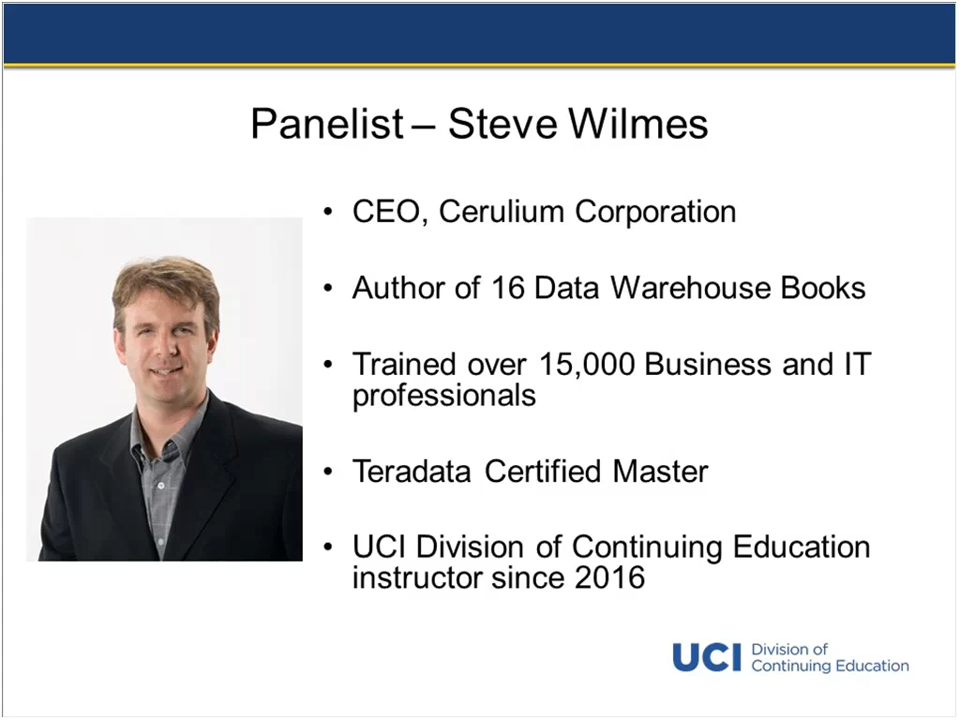 Panelist – Steve Wilmes
• CEO, Cerulium Corporation
• Author of 16 Data Warehouse Books
• Trained over 15,000 Business and IT
professionals
• Teradata Certified Master
• UCI Division of Continuing Education
instructor since 2016
UCI Division of
Continuing Education